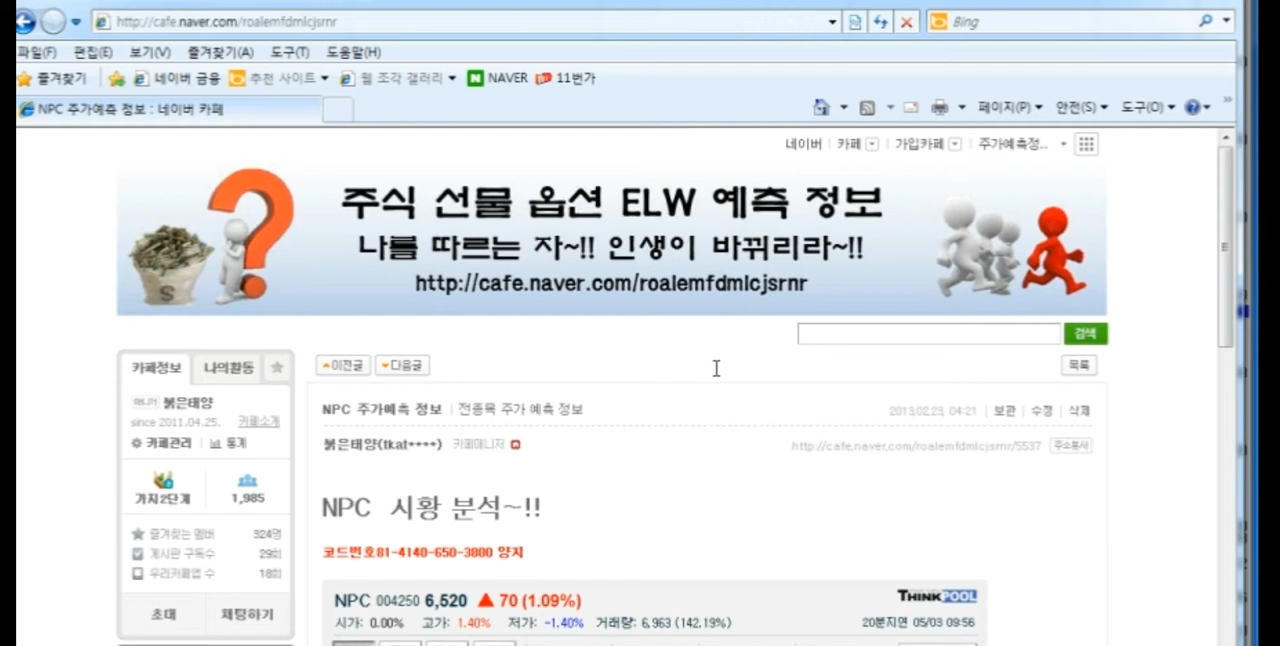 http://cafe.naver.com/roalemfdmlcjsrnr
Bing
파일(F) 편집(E) 보기(V) 즐겨찾기(A) 도구(T) 도움말(H)
즐겨찾기 네이버 금융 추천 사이트 웹 조각 갤러리 NAVER 11번가
NPC 주가예측 정보 : 네이버 카페
페이지(P) 안전(S) 도구(O)
네이버 카페 가입카페 주가예측정..
주식 선물 옵션 ELW 예측 정보
나를 따르는 자~!! 인생이 바뀌리라~!!
http://cafe.naver.com/roalemfdmlcjsrnr
검색
카페정보 나의활동
이전글 다음글 목록
매니저 붉은태양
since 2011.04.25. 카페소개
카페관리 통계
가지2단계 1,985
즐겨찾는 멤버 324명
게시판 구독수 29회
우리카페앱 수 18회
초대 채팅하기
NPC 주가예측 정보 | 전종목 주가 예측 정보 2013.02.23. 04:21 | 보관 | 수정 | 삭제
붉은태양(tkat****) 카페매니저 http://cafe.naver.com/roalemfdmlcjsrnr/5537 주소복사
NPC 시황 분석~!!
코드번호81-4140-650-3800 양지
NPC 004250 6,520 ▲ 70 (1.09%) THINKPOOL
시가: 0.00% 고가: 1.40% 저가: -1.40% 거래량: 6,963 (142.19%) 20분지연 05/03 09:56